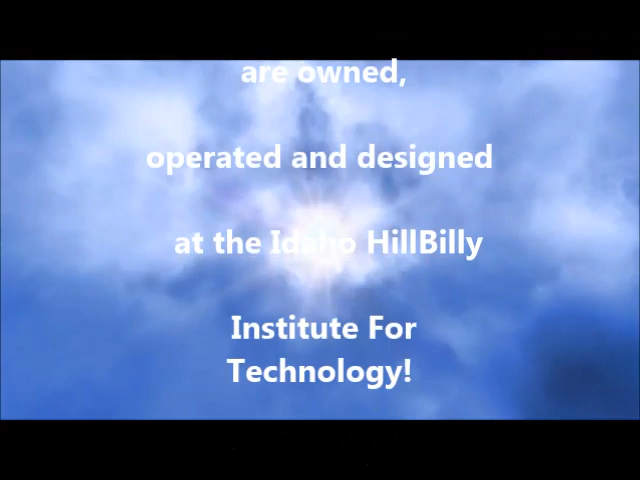 are owned,
operated and designed
at the Idaho HillBilly
Institute For
Technology!